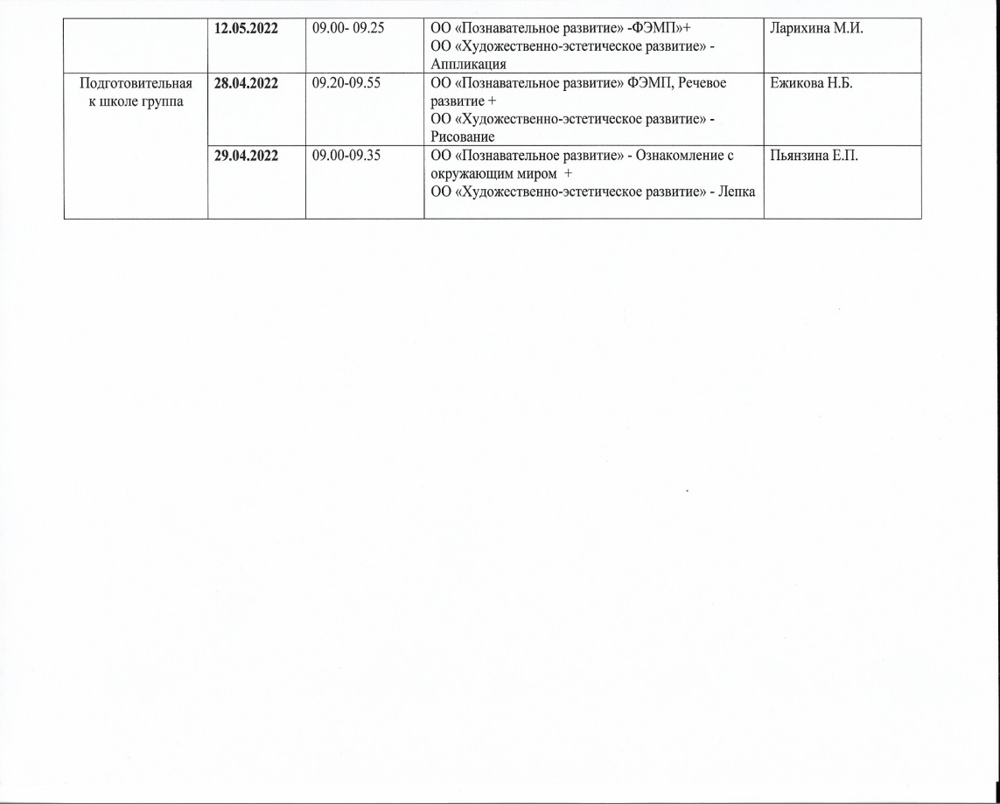 12.05.2022 09.00- 09.25 ОО «Познавательное развитие» -ФЭМП»+ Ларихина М.И.
ОО «Художественно-эстетическое развитие» -
Аппликация
Подготовительная 28.04.2022 09.20-09.55 ОО «Познавательное развитие» ФЭМП, Речевое Ежикова Н.Б.
к школе группа развитие +
ОО «Художественно-эстетическое развитие» -
Рисование
29.04.2022 09.00-09.35 ОО «Познавательное развитие» - Ознакомление с Пьянзина Е.П.
окружающим миром +
ОО «Художественно-эстетическое развитие» - Лепка